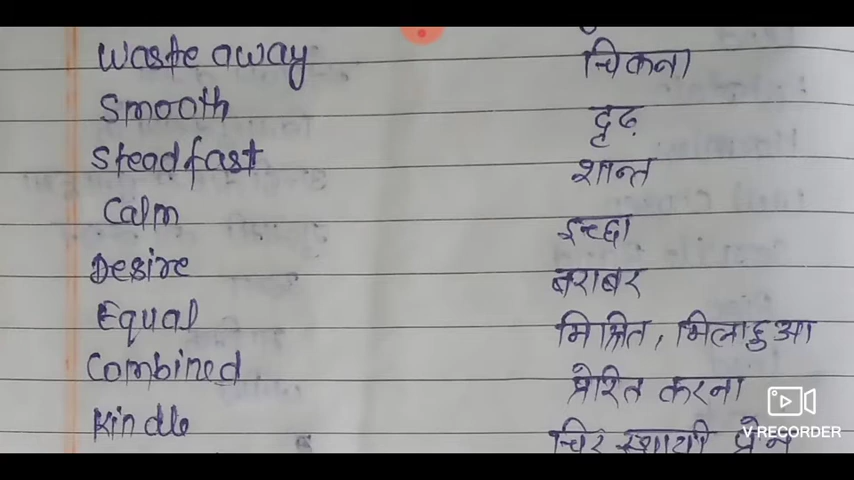 waste away
चिकना
Smooth
दृढ़
Steadfast
शान्त
Calm
इच्छा
Desire
बराबर
Equal
मिश्रित, मिला हुआ
Combined
प्रेरित करना
Kindle
चिर स्थायी प्रेम
V RECORDER